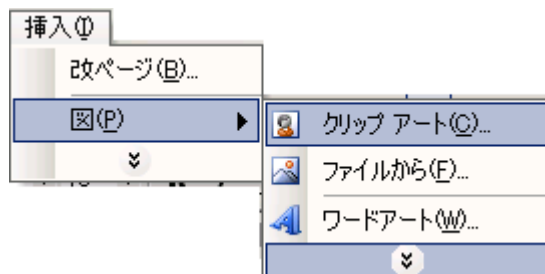 挿入(I)
改ページ(B)...
図(P)
クリップ アート(C)...
ファイルから(F)...
ワードアート(W)...